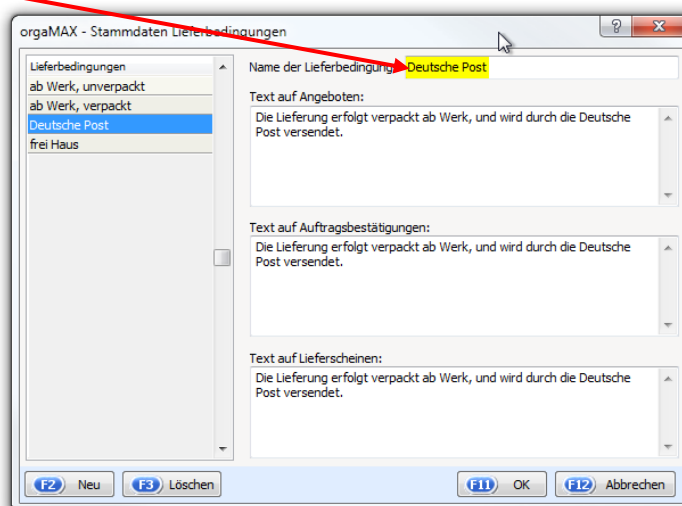 orgaMAX - Stammdaten Lieferbedingungen
Lieferbedingungen
ab Werk, unverpackt
ab Werk, verpackt
Deutsche Post
frei Haus
Name der Lieferbedingung: Deutsche Post
Text auf Angeboten:
Die Lieferung erfolgt verpackt ab Werk, und wird durch die Deutsche
Post versendet.
Text auf Auftragsbestätigungen:
Die Lieferung erfolgt verpackt ab Werk, und wird durch die Deutsche
Post versendet.
Text auf Lieferscheinen:
Die Lieferung erfolgt verpackt ab Werk, und wird durch die Deutsche
Post versendet.
F2 Neu F3 Löschen F11 OK F12 Abbrechen